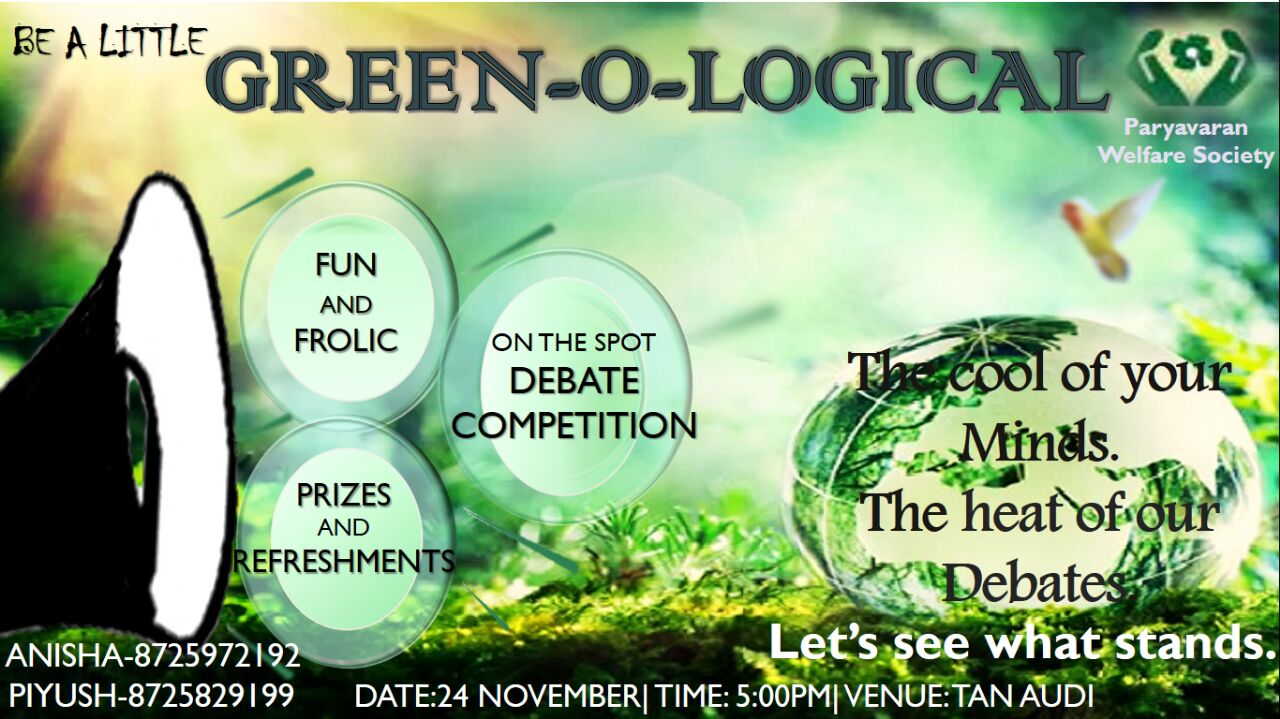 BE A LITTLE
GREEN-O-LOGICAL
Paryavaran
Welfare Society
FUN
AND
FROLIC
ON THE SPOT
DEBATE
COMPETITION
PRIZES
AND
REFRESHMENTS
The cool of your
Minds.
The heat of our
Debates.
Let's see what stands.
ANISHA-8725972192
PIYUSH-8725829199
DATE:24 NOVEMBER| TIME: 5:00PM| VENUE:TAN AUDI